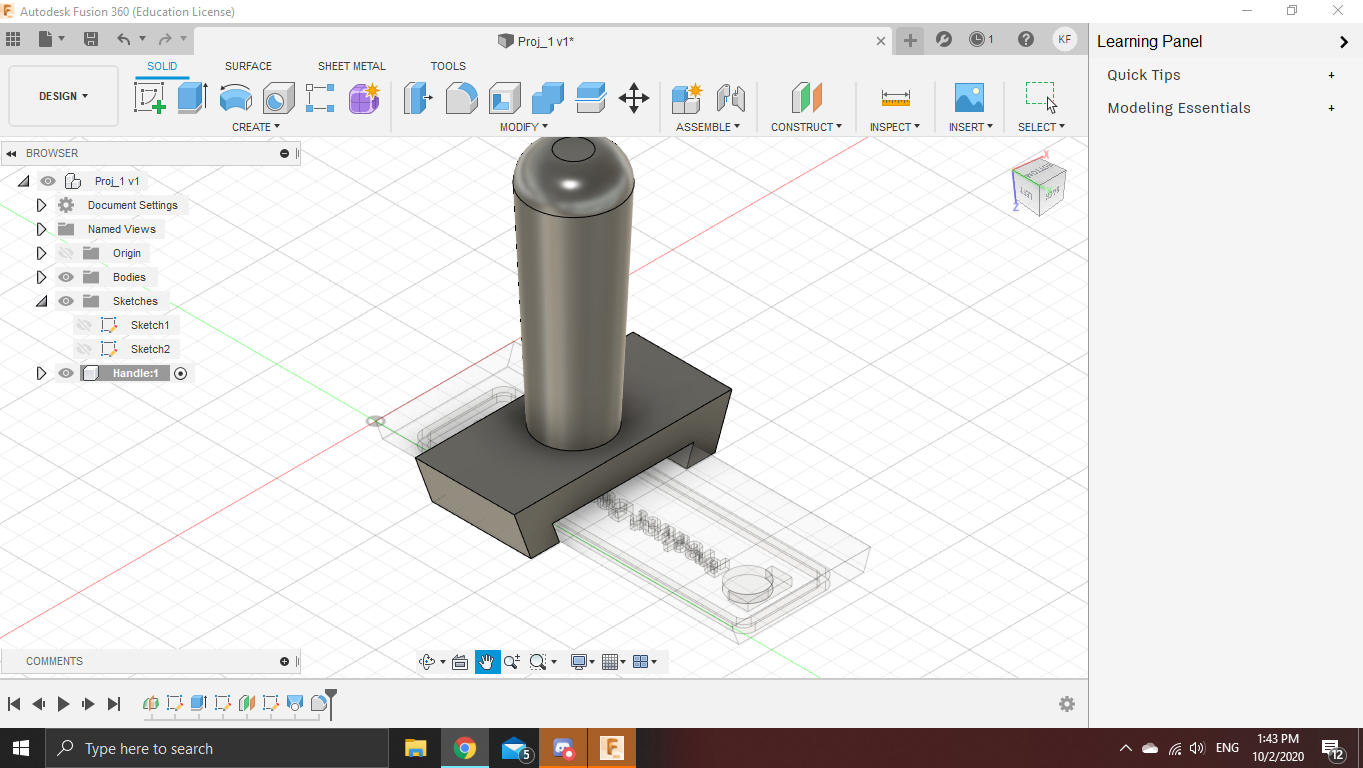 Autodesk Fusion 360 (Education License)
Proj_1 v1*
1
KF
DESIGN
SOLID
SURFACE
SHEET METAL
TOOLS
CREATE
MODIFY
ASSEMBLE
CONSTRUCT
INSPECT
INSERT
SELECT
Learning Panel
Quick Tips +
Modeling Essentials +
BROWSER
Proj_1 v1
Document Settings
Named Views
Origin
Bodies
Sketches
Sketch1
Sketch2
Handle:1
X
Z
BOTTOM
LEFT
COMMENTS
Type here to search
5
ENG
1:43 PM
10/2/2020
12